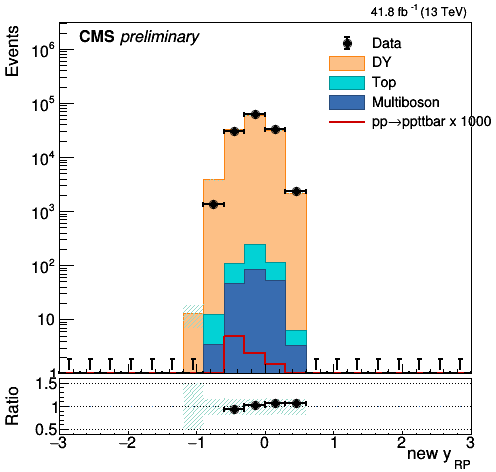 41.8 fb⁻¹ (13 TeV)
CMS preliminary
Events
Data
DY
Top
Multiboson
pp→ppttbar x 1000
10⁶
10⁵
10⁴
10³
10²
10
1
Ratio
1.5
1
0.5
−3 −2 −1 0 1 2 3
new y_RP